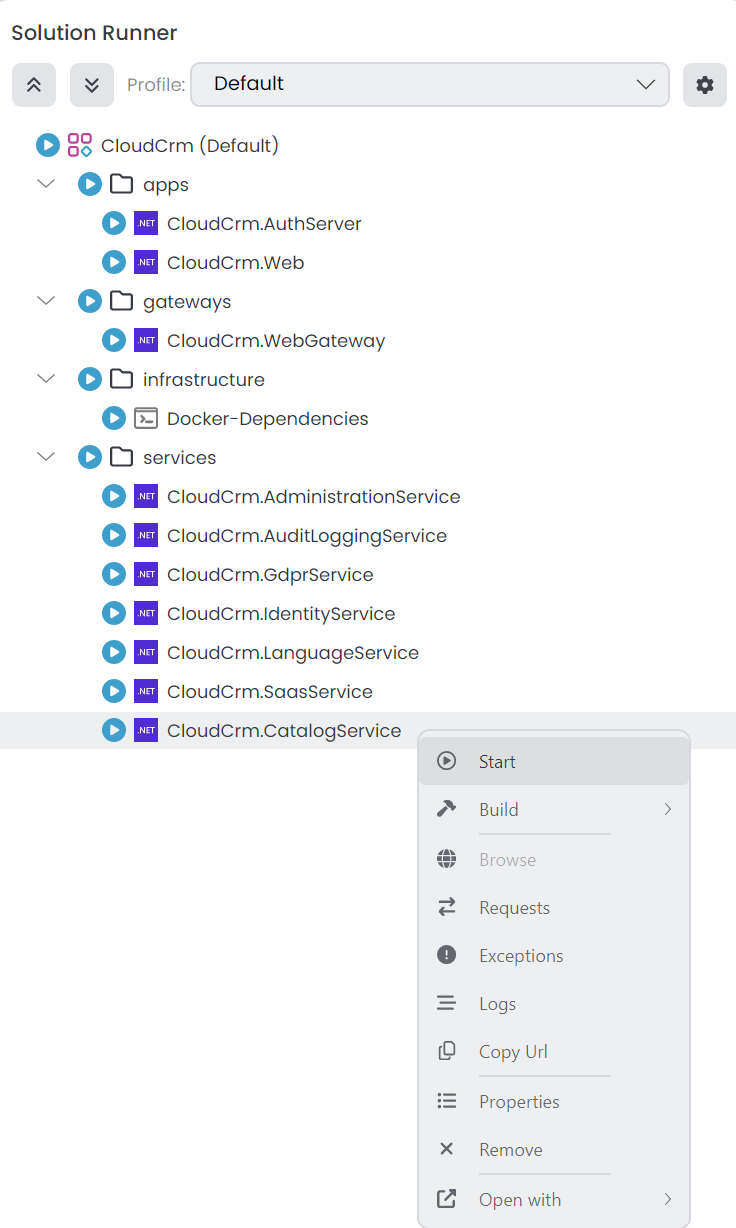 Solution Runner
Profile: Default
CloudCrm (Default)
apps
.NET CloudCrm.AuthServer
.NET CloudCrm.Web
gateways
.NET CloudCrm.WebGateway
infrastructure
Docker-Dependencies
services
.NET CloudCrm.AdministrationService
.NET CloudCrm.AuditLoggingService
.NET CloudCrm.GdprService
.NET CloudCrm.IdentityService
.NET CloudCrm.LanguageService
.NET CloudCrm.SaasService
.NET CloudCrm.CatalogService
Start
Build
Browse
Requests
Exceptions
Logs
Copy Url
Properties
Remove
Open with